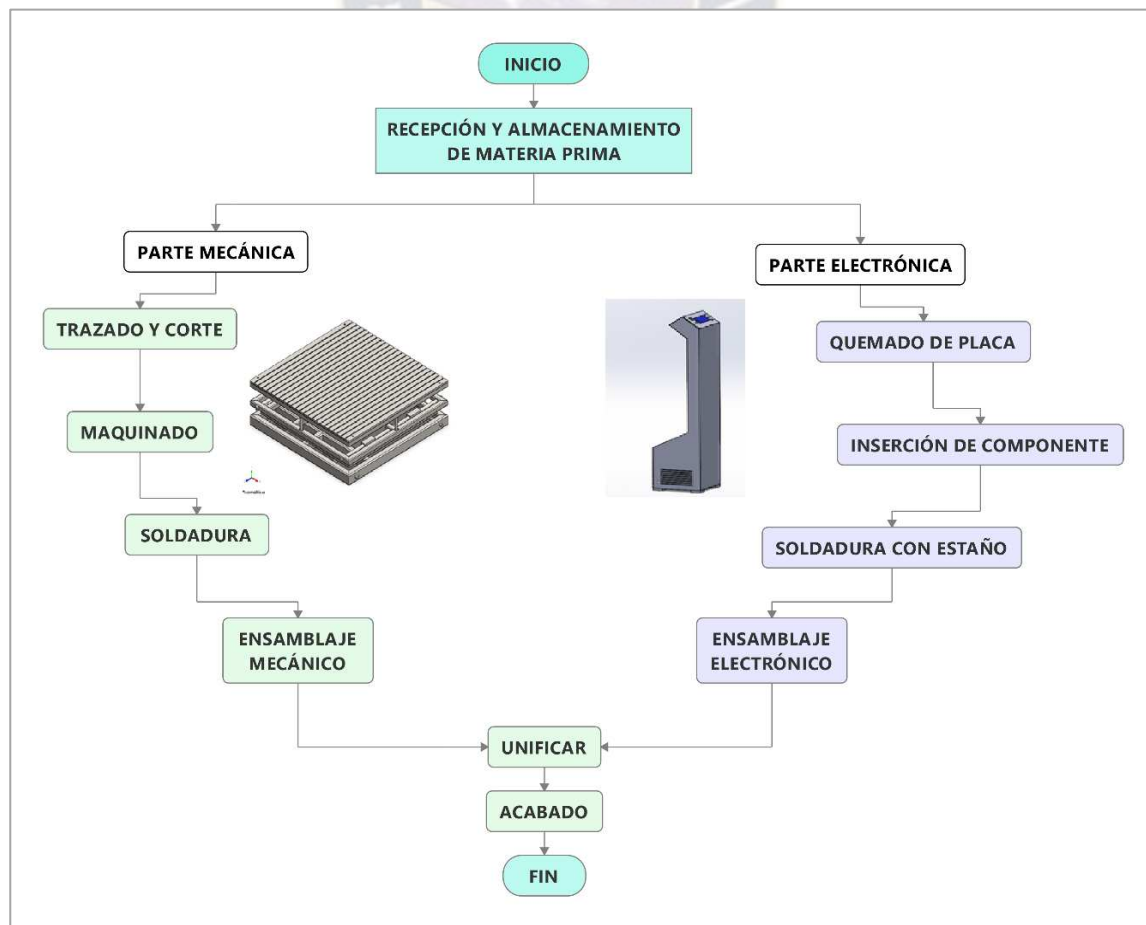 INICIO
RECEPCIÓN Y ALMACENAMIENTO
DE MATERIA PRIMA
PARTE MECÁNICA
PARTE ELECTRÓNICA
TRAZADO Y CORTE
QUEMADO DE PLACA
MAQUINADO
INSERCIÓN DE COMPONENTE
SOLDADURA
SOLDADURA CON ESTAÑO
ENSAMBLAJE
MECÁNICO
ENSAMBLAJE
ELECTRÓNICO
UNIFICAR
ACABADO
FIN